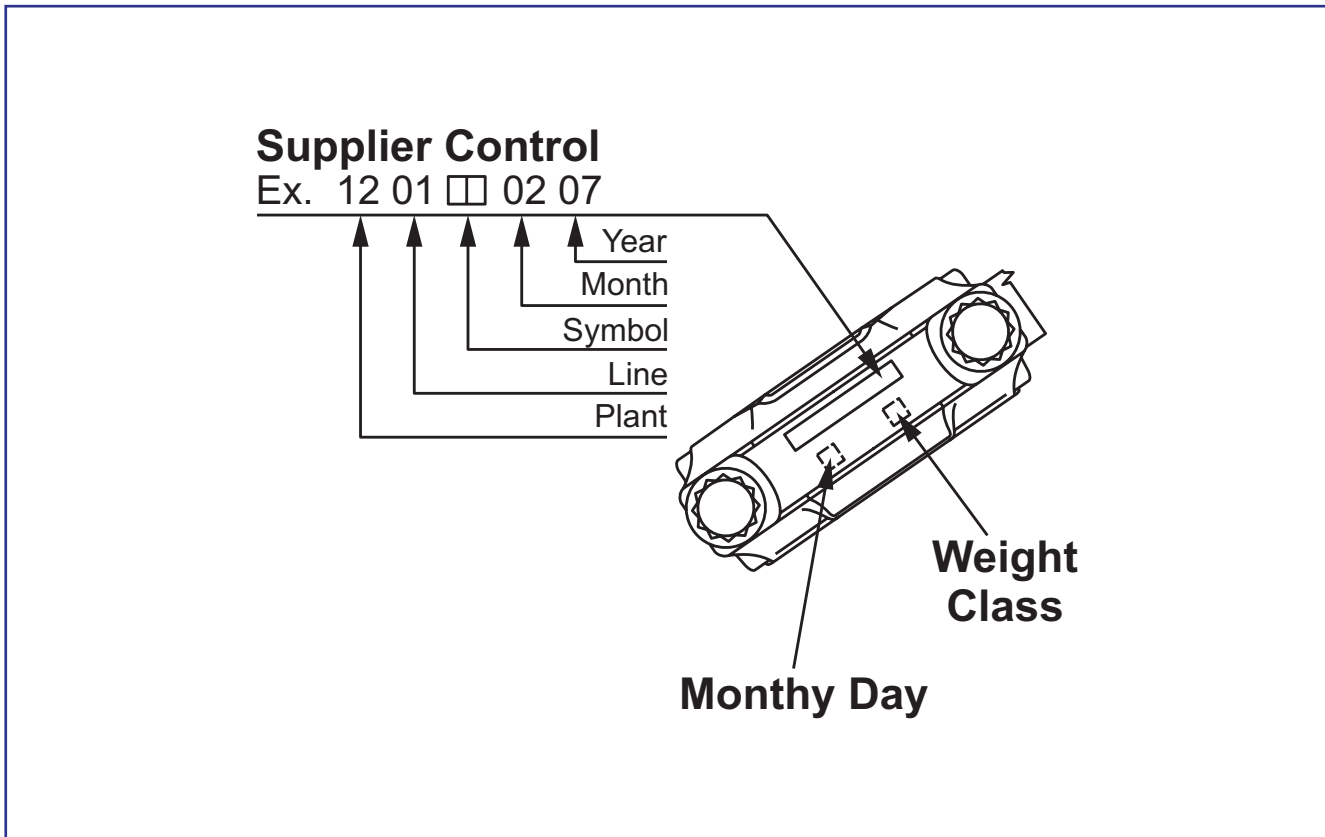 Supplier Control
Ex. 12 01 □□ 02 07
Year
Month
Symbol
Line
Plant
Weight
Class
Monthy Day